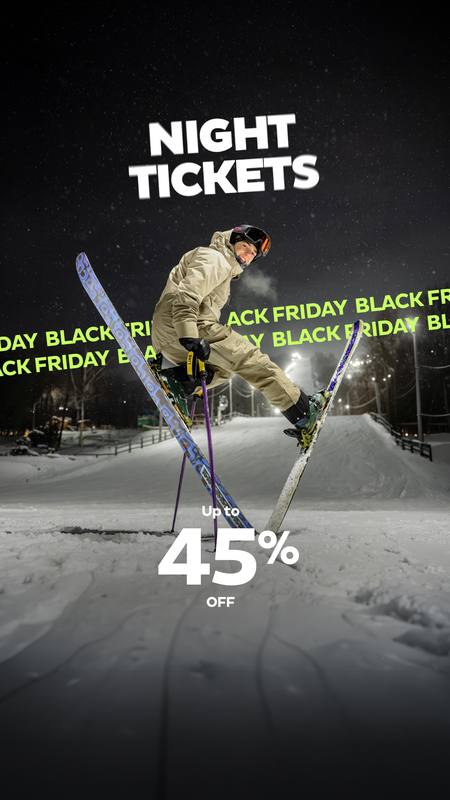 NIGHT
TICKETS
DAY BLACK FRI ACK FRIDAY BLACK FR
ACK FRIDAY BLA AY BLACK FRIDAY BL
Up to
45%
OFF